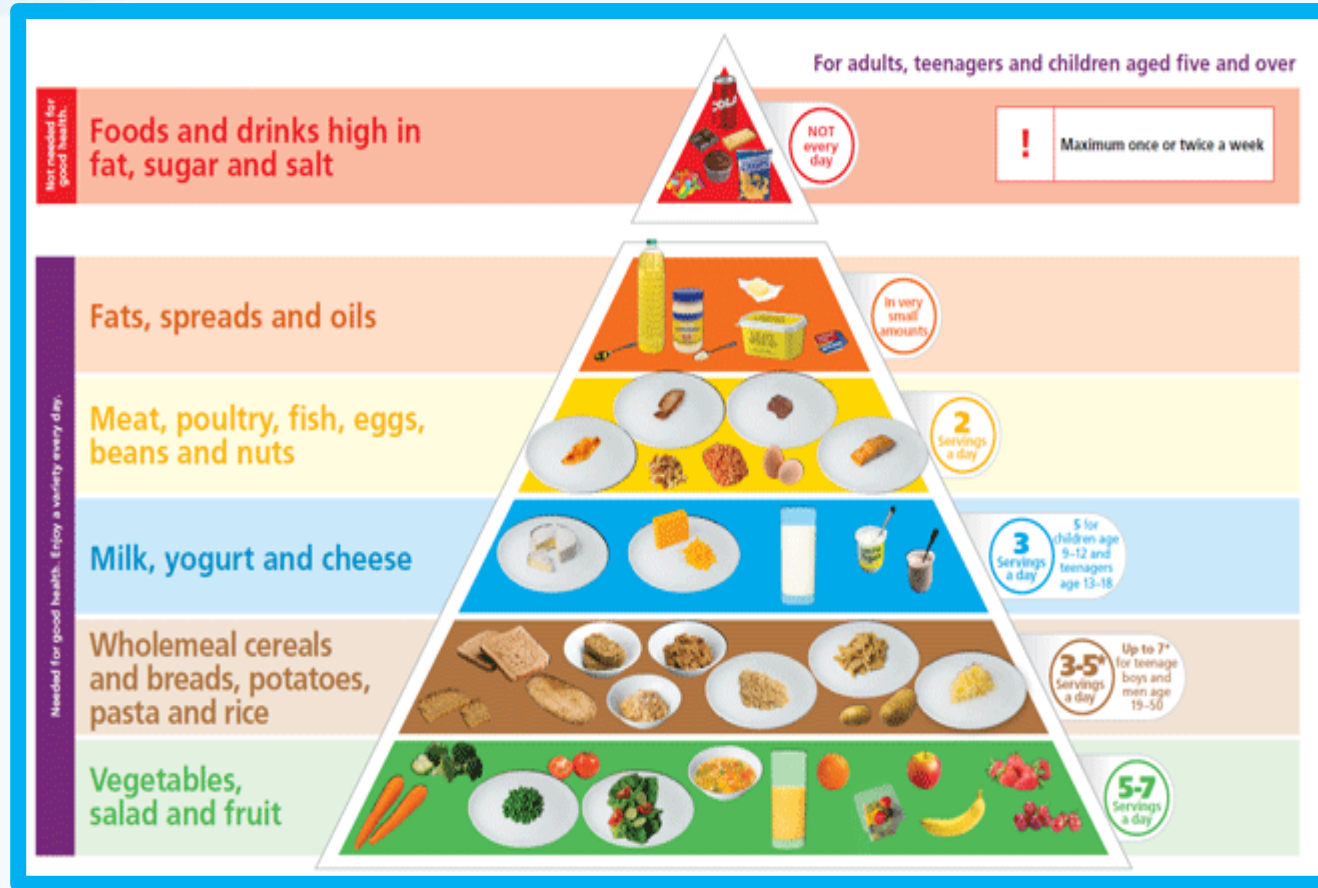 For adults, teenagers and children aged five and over
Not needed for
good health.
Foods and drinks high in
fat, sugar and salt
COLA
NOT
every
day
!
Maximum once or twice a week
Needed for good health. Enjoy a variety every day.
Fats, spreads and oils
In very
small
amounts
Meat, poultry, fish, eggs,
beans and nuts
2
Servings
a day
Milk, yogurt and cheese
3
Servings
a day
5 for
children age
9–12 and
teenagers
age 13–18
Wholemeal cereals
and breads, potatoes,
pasta and rice
3-5*
Servings
a day
Up to 7*
for teenage
boys and
men age
19–50
Vegetables,
salad and fruit
5-7
Servings
a day